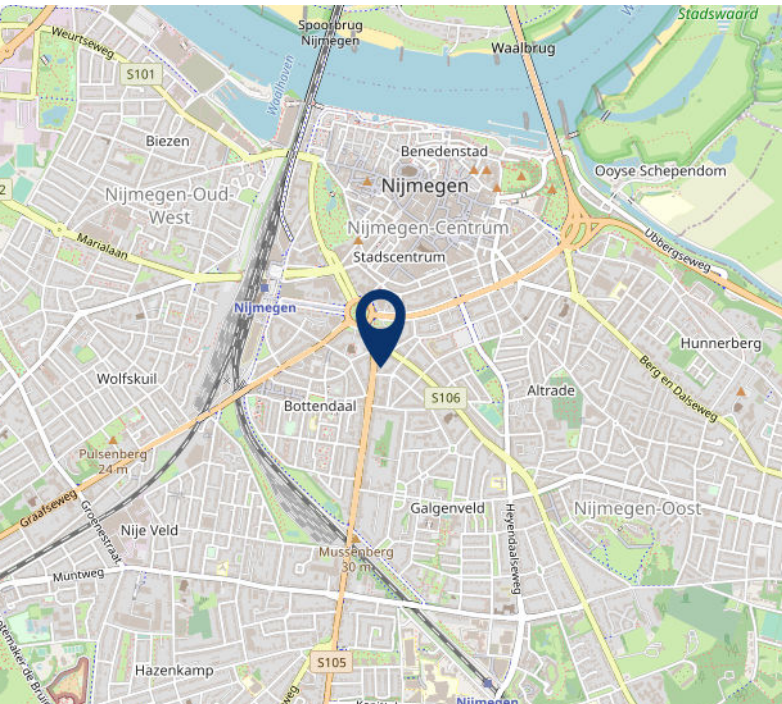 Spoorbrug
Nijmegen
Stadswaard
Weurtseweg
Waalbrug
S101
Waalhaven
Biezen
Benedenstad
Ooyse Schependom
Nijmegen
Nijmegen-Oud-
West
2
Nijmegen-Centrum
Marialaan
Stadscentrum
Ubbergseweg
Nijmegen
Hunnerberg
Wolfskuil
Berg en Dalseweg
Altrade
S106
Bottendaal
Pulsenberg
24 m
Graafseweg
Groenestraat
Galgenveld
Heyendaalseweg
Nijmegen-Oost
Nije Veld
Mussenberg
30 m
Muntweg
Hazenkamp
S105
weg
Nijmegen